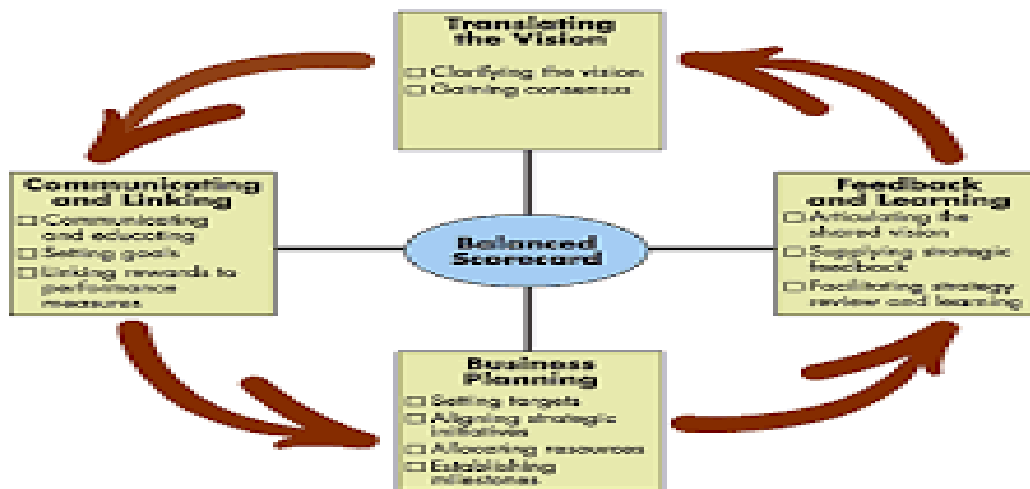 Translating
the Vision
☐ Clarifying the vision
☐ Gaining consensus
Communicating
and Linking
☐ Communicating
and educating
☐ Setting goals
☐ Linking rewards to
performance
measures
Balanced
Scorecard
Feedback
and Learning
☐ Articulating the
shared vision
☐ Supplying strategic
feedback
☐ Facilitating strategy
review and learning
Business
Planning
☐ Setting targets
☐ Aligning strategic
initiatives
☐ Allocating resources
☐ Establishing
milestones